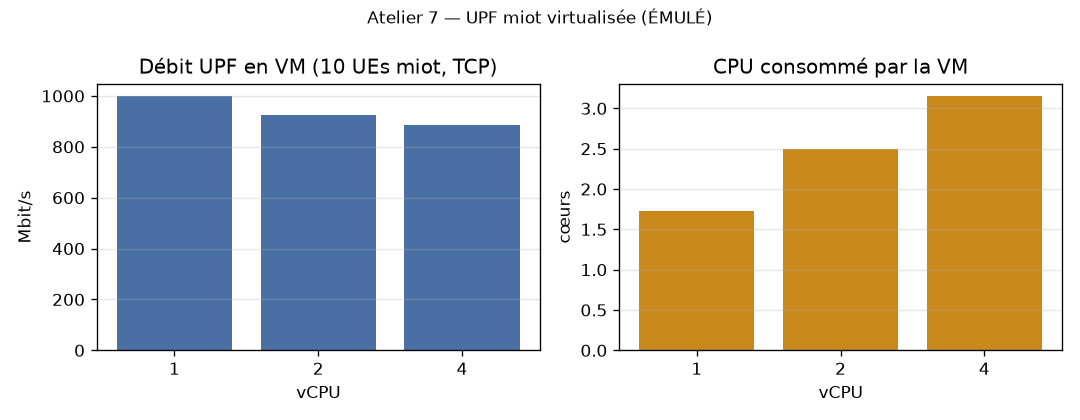 Atelier 7 — UPF miot virtualisée (ÉMULÉ)
Débit UPF en VM (10 UEs miot, TCP)
Mbit/s
1000
800
600
400
200
0
1 2 4
vCPU
CPU consommé par la VM
cœurs
3.0
2.5
2.0
1.5
1.0
0.5
0.0
1 2 4
vCPU